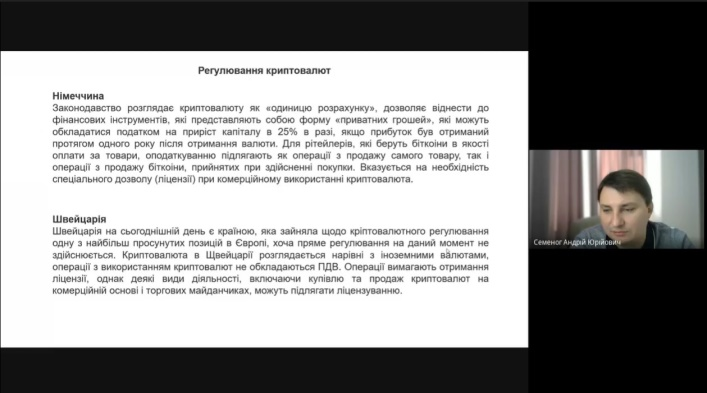 Регулювання криптовалют
Німеччина
Законодавство розглядає криптовалюту як «одиницю розрахунку», дозволяє віднести до
фінансових інструментів, які представляють собою форму «приватних грошей», які можуть
обкладатися податком на приріст капіталу в 25% в разі, якщо прибуток був отриманий
протягом одного року після отримання валюти. Для рітейлерів, які беруть біткоіни в якості
оплати за товари, оподаткуванню підлягають як операції з продажу самого товару, так і
операції з продажу біткоіни, прийнятих при здійсненні покупки. Вказується на необхідність
спеціального дозволу (ліцензії) при комерційному використанні криптовалюта.
Швейцарія
Швейцарія на сьогоднішній день є країною, яка зайняла щодо кріптовалютного регулювання
одну з найбільш просунутих позицій в Європі, хоча пряме регулювання на даний момент не
здійснюється. Криптовалюта в Щвейцарії розглядається нарівні з іноземними валютами,
операції з використанням криптовалют не обкладаються ПДВ. Операції вимагають отримання
ліцензії, однак деякі види діяльності, включаючи купівлю та продаж криптовалют на
комерційній основі і торгових майданчиках, можуть підлягати ліцензуванню.
Семеног Андрій Юрійович